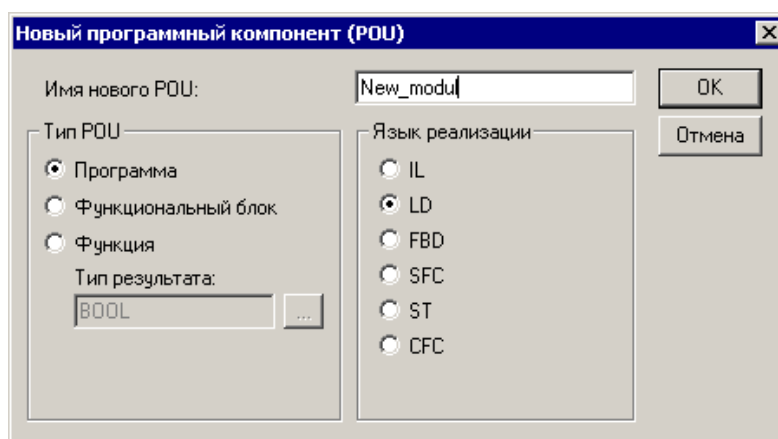 Новый программный компонент (POU)
Имя нового POU:
New_modul
OK
Отмена
Тип POU
Программа
Функциональный блок
Функция
Тип результата:
BOOL
...
Язык реализации
IL
LD
FBD
SFC
ST
CFC